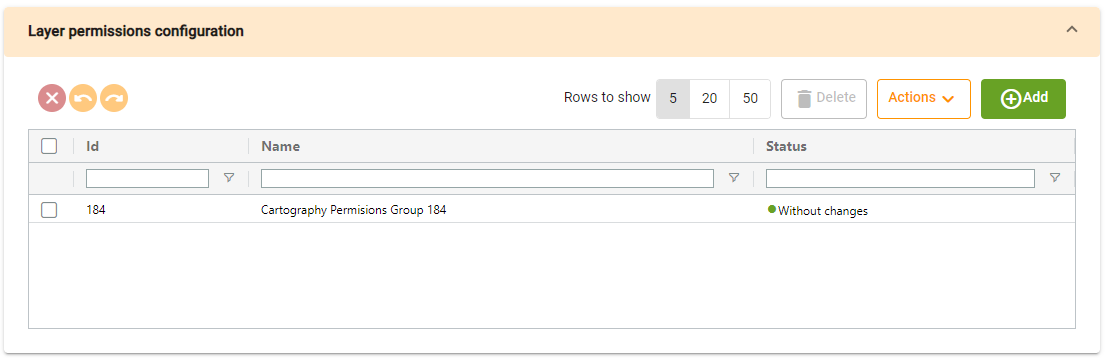 Layer permissions configuration
Rows to show 5 20 50 Delete Actions Add
Id Name Status
184 Cartography Permisions Group 184 Without changes